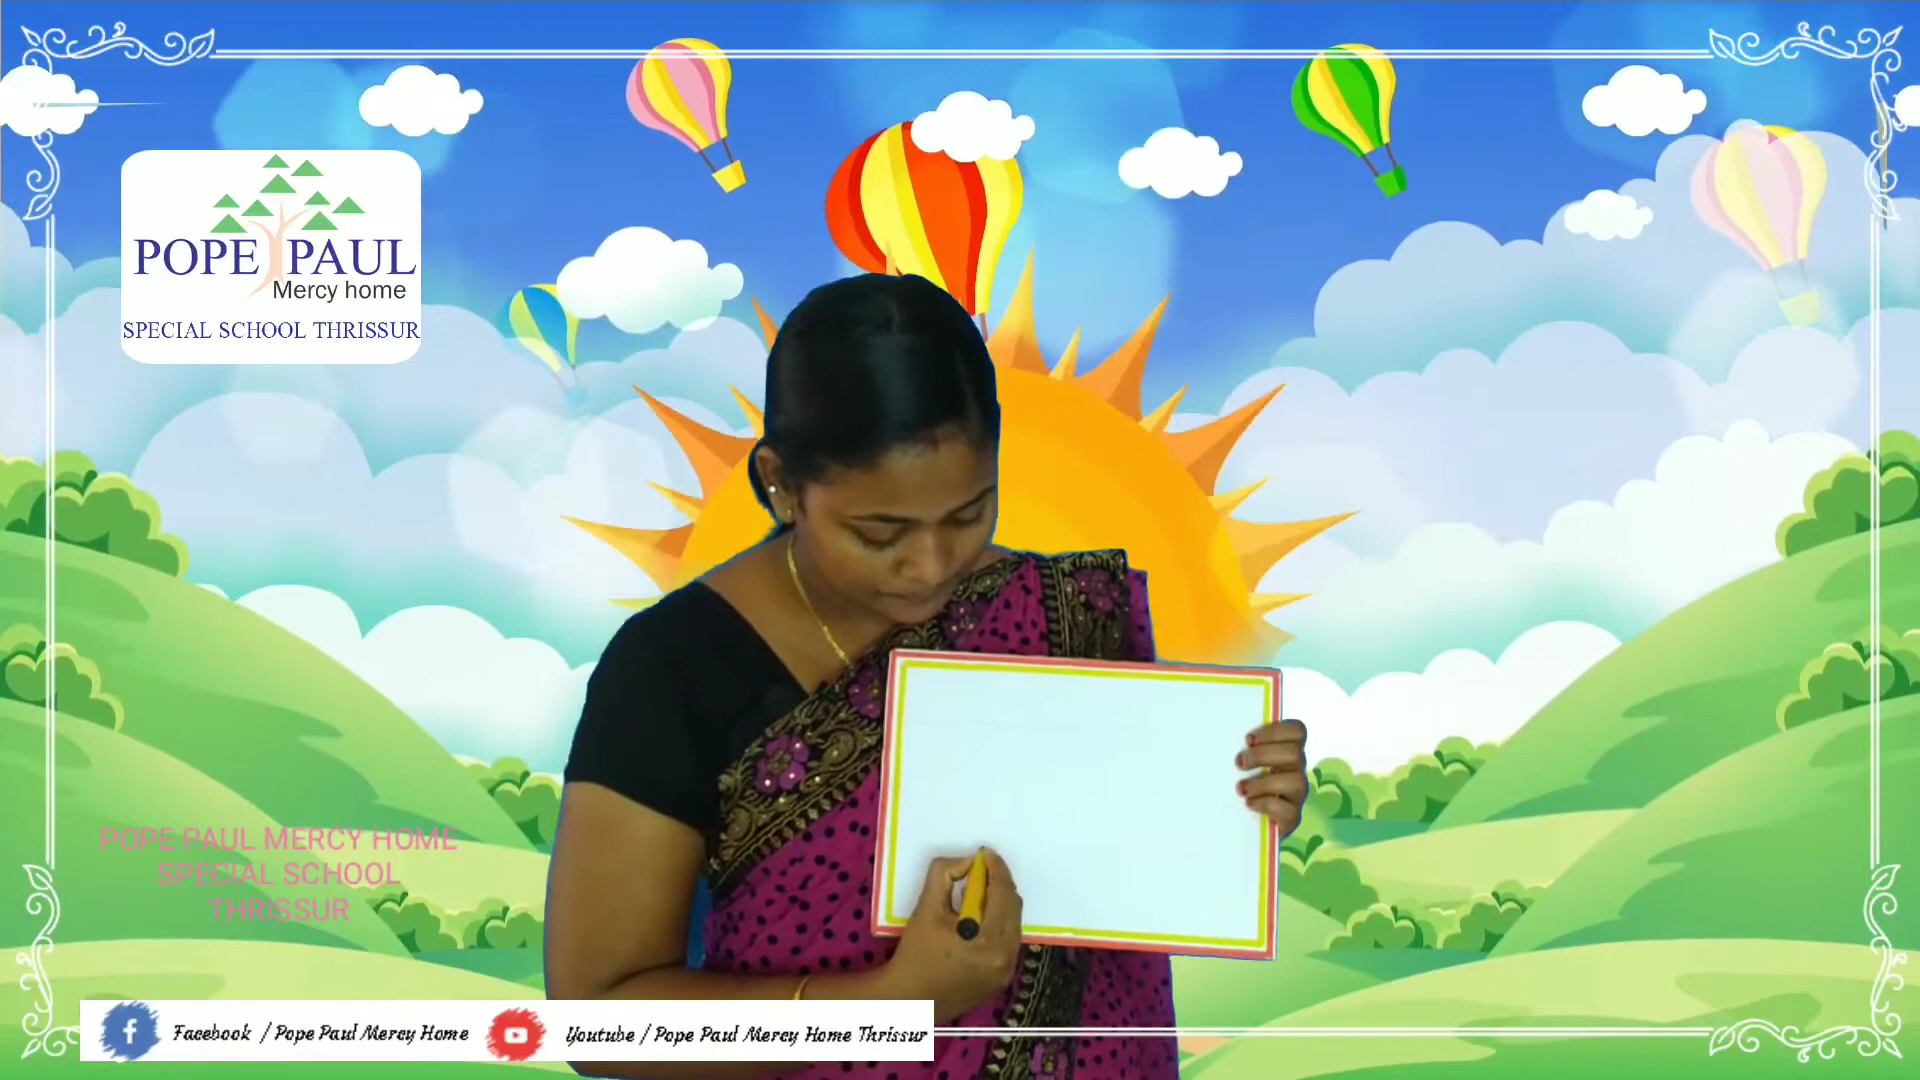 POPE PAUL
Mercy home
SPECIAL SCHOOL THRISSUR
POPE PAUL MERCY HOME
SPECIAL SCHOOL
THRISSUR
Facebook / Pope Paul Mercy Home
Youtube / Pope Paul Mercy Home Thrissur